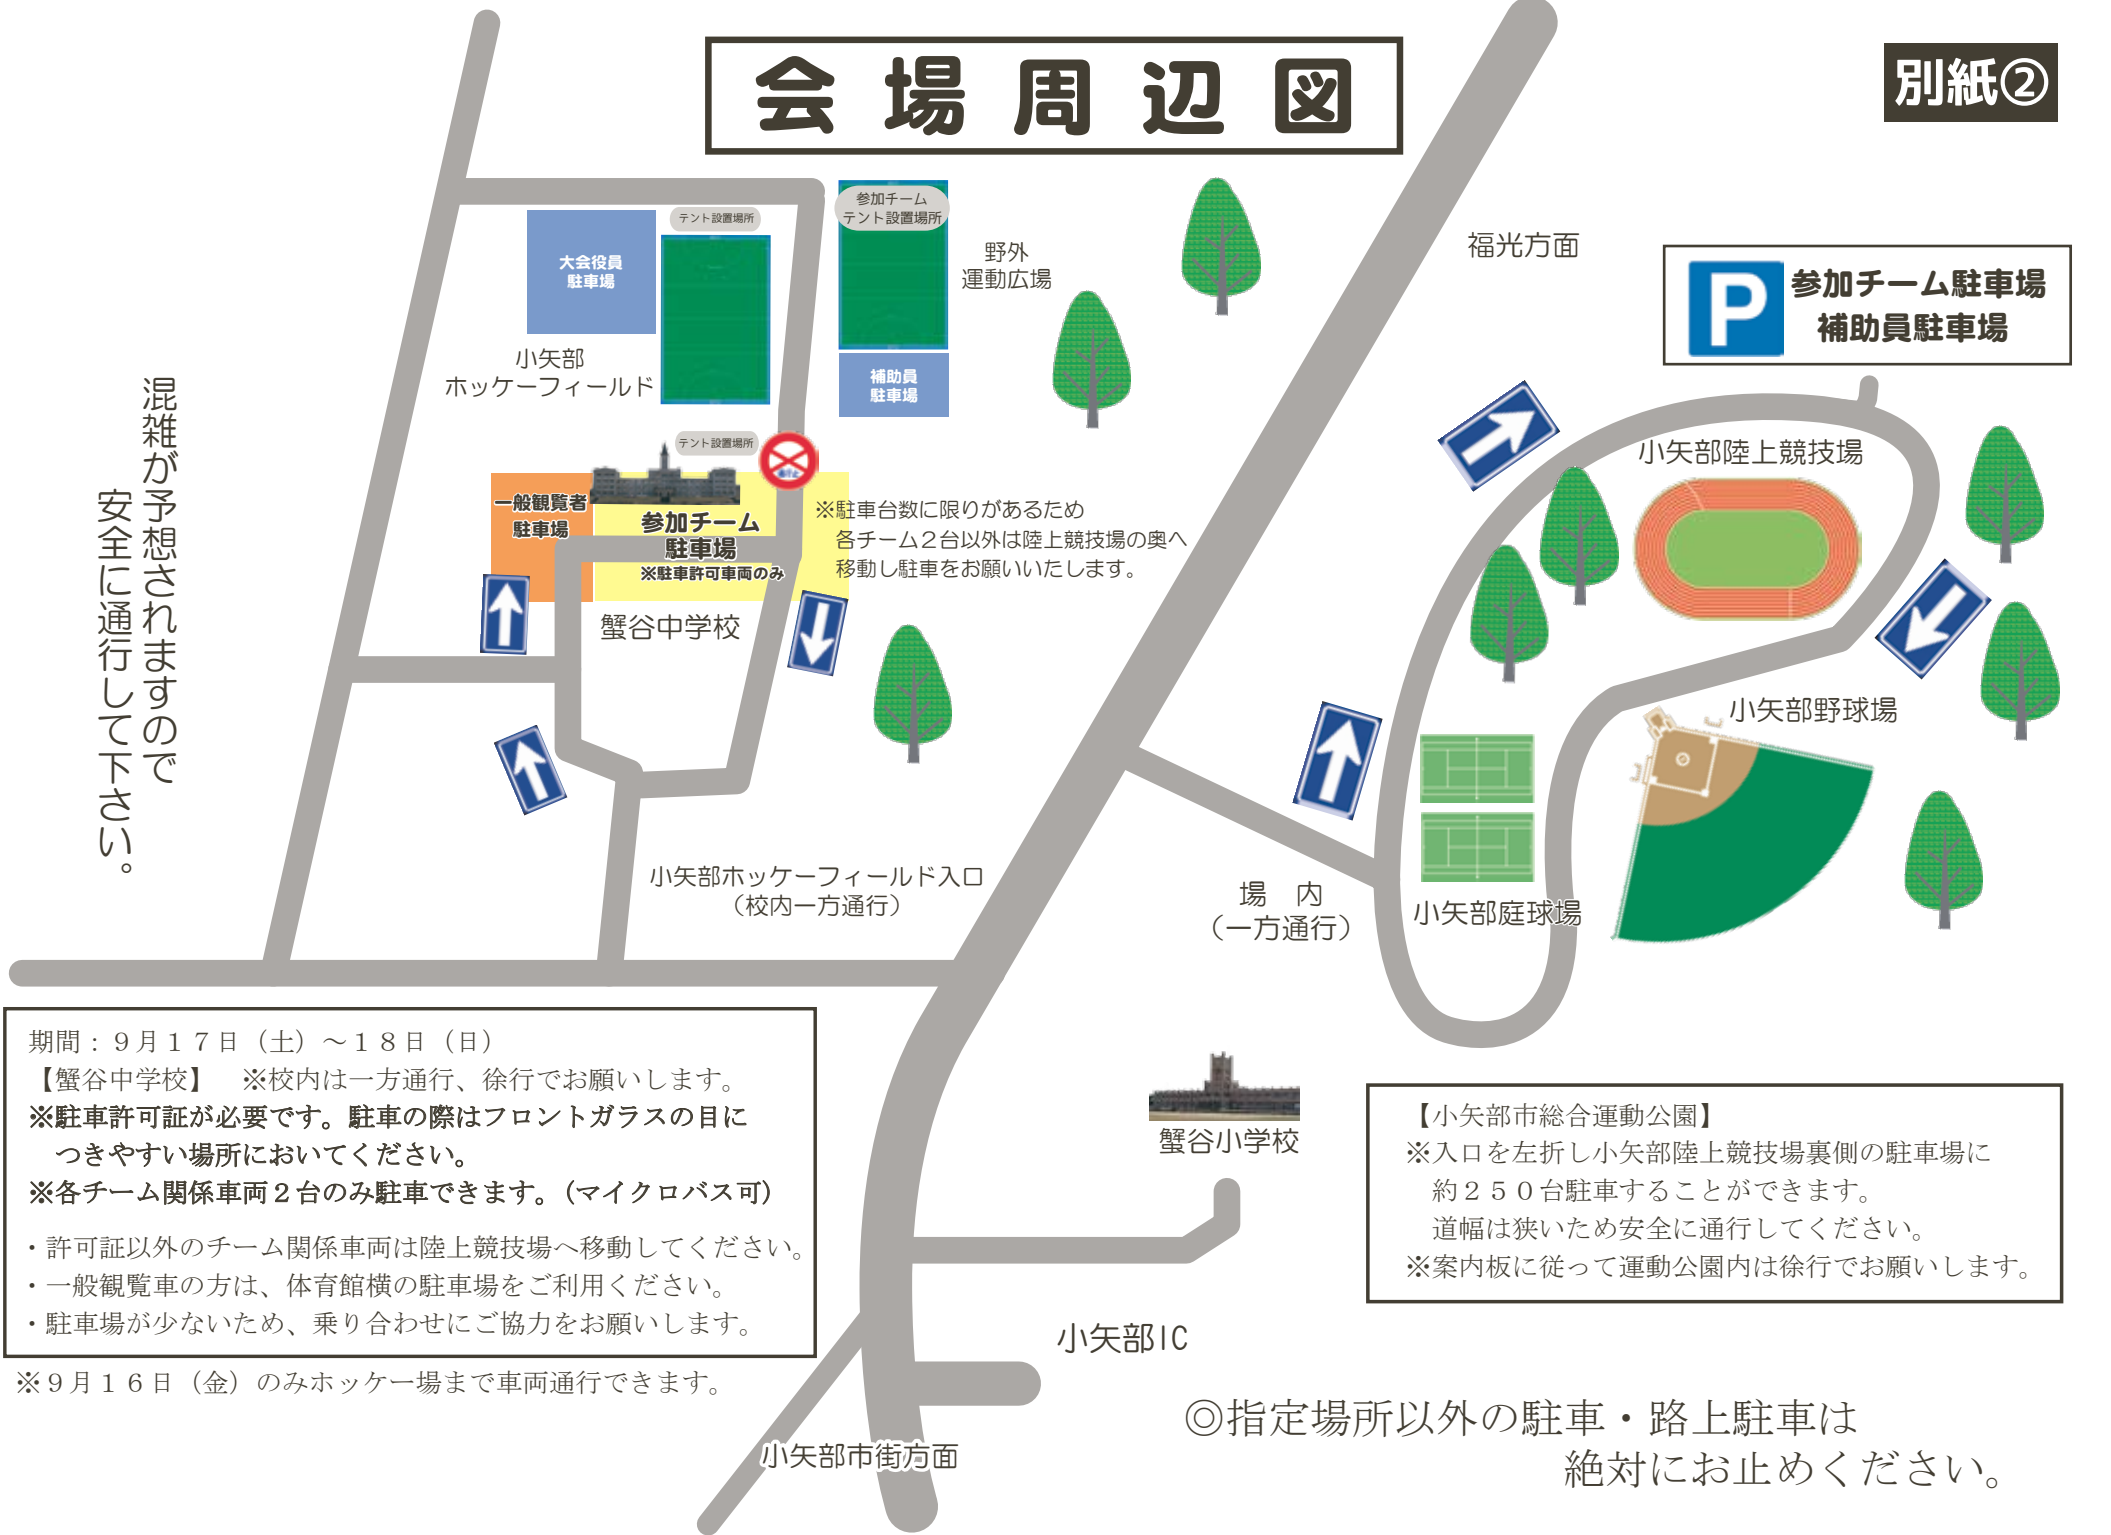 会場周辺図
別紙②
テント設置場所
参加チーム
テント設置場所
大会役員
駐車場
野外
運動広場
小矢部
ホッケーフィールド
補助員
駐車場
福光方面
P
参加チーム駐車場
補助員駐車場
混雑が予想されますので
安全に通行して下さい。
テント設置場所
一般観覧者
駐車場
参加チーム
駐車場
※駐車許可車両のみ
蟹谷中学校
※駐車台数に限りがあるため
各チーム2台以外は陸上競技場の奥へ
移動し駐車をお願いいたします。
小矢部陸上競技場
小矢部野球場
小矢部庭球場
小矢部ホッケーフィールド入口
（校内一方通行）
場　内
（一方通行）
期間：９月１７日（土）～１８日（日）
【蟹谷中学校】　※校内は一方通行、徐行でお願いします。
※駐車許可証が必要です。駐車の際はフロントガラスの目に
つきやすい場所においてください。
※各チーム関係車両２台のみ駐車できます。（マイクロバス可）
・許可証以外のチーム関係車両は陸上競技場へ移動してください。
・一般観覧車の方は、体育館横の駐車場をご利用ください。
・駐車場が少ないため、乗り合わせにご協力をお願いします。
※９月１６日（金）のみホッケー場まで車両通行できます。
蟹谷小学校
【小矢部市総合運動公園】
※入口を左折し小矢部陸上競技場裏側の駐車場に
約２５０台駐車することができます。
道幅は狭いため安全に通行してください。
※案内板に従って運動公園内は徐行でお願いします。
小矢部IC
小矢部市街方面
◎指定場所以外の駐車・路上駐車は
絶対にお止めください。